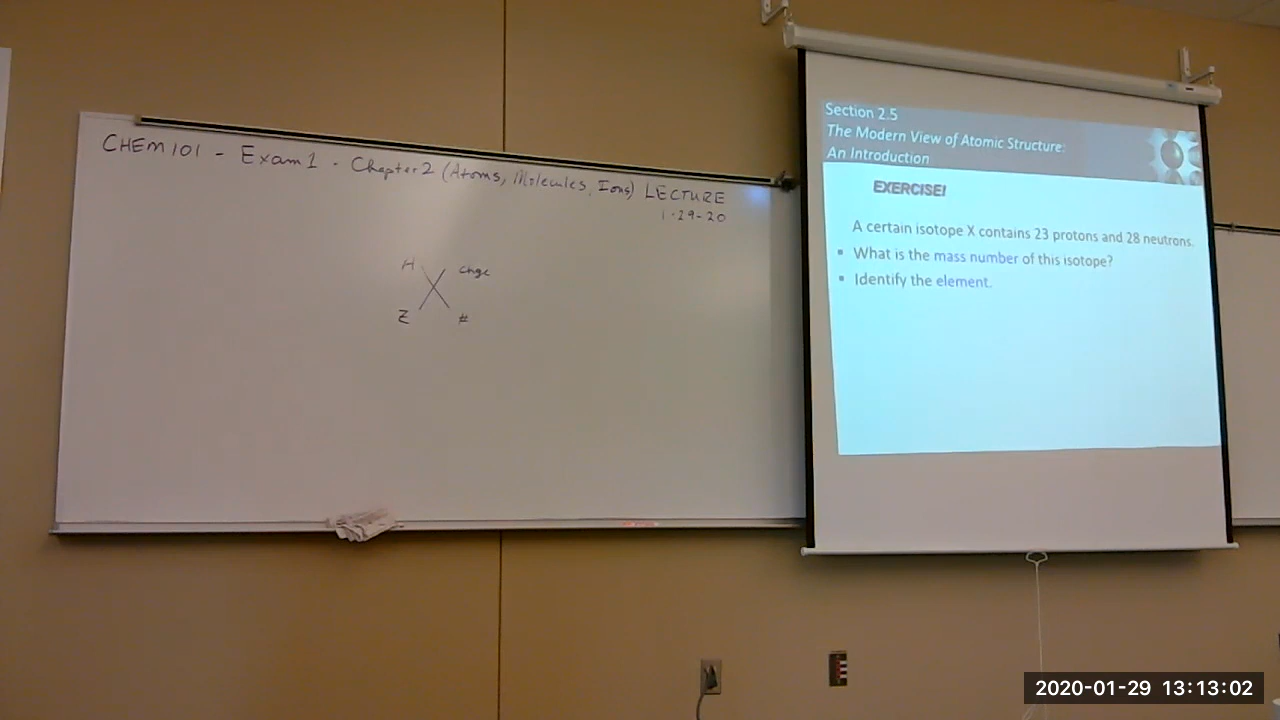 CHEM 101 - Exam 1 - Chapter 2 (Atoms, Molecules, Ions) LECTURE
1-29-20
A chge
X
Z #
Section 2.5
The Modern View of Atomic Structure:
An Introduction
EXERCISE!
A certain isotope X contains 23 protons and 28 neutrons.
• What is the mass number of this isotope?
• Identify the element.
2020-01-29 13:13:02